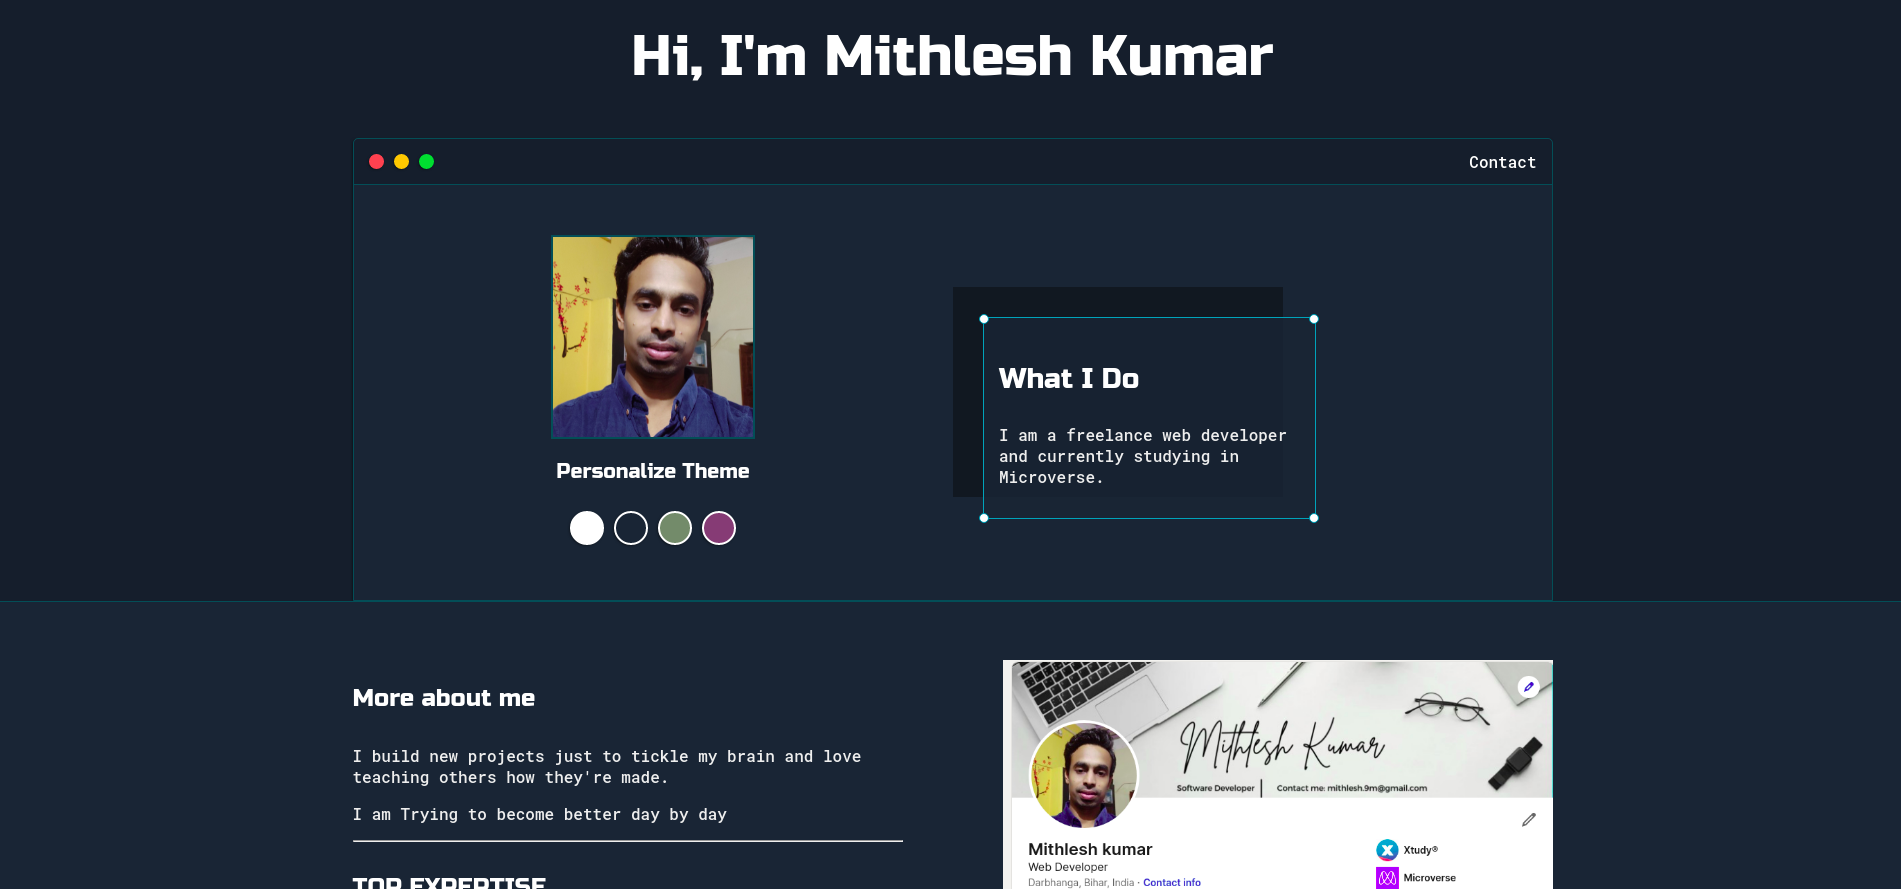 Hi, I'm Mithlesh Kumar
Contact
Personalize Theme
What I Do
I am a freelance web developer
and currently studying in
Microverse.
More about me
I build new projects just to tickle my brain and love
teaching others how they're made.
I am Trying to become better day by day
TOP EXPERTISE
Mithlesh Kumar
Software Developer | Contact me: mithlesh.9m@gmail.com
Mithlesh kumar
Web Developer
Darbhanga, Bihar, India · Contact info
Xtudy®
Microverse